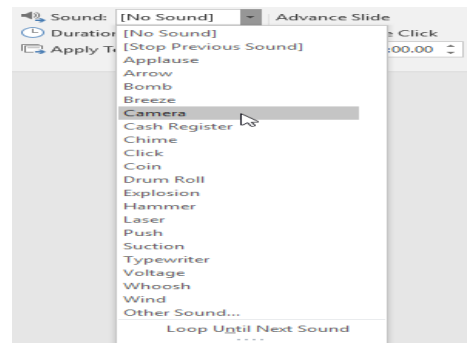 Sound: [No Sound] Advance Slide
Duration [No Sound] Click
Apply T [Stop Previous Sound] :00.00
Applause
Arrow
Bomb
Breeze
Camera
Cash Register
Chime
Click
Coin
Drum Roll
Explosion
Hammer
Laser
Push
Suction
Typewriter
Voltage
Whoosh
Wind
Other Sound...
Loop Until Next Sound